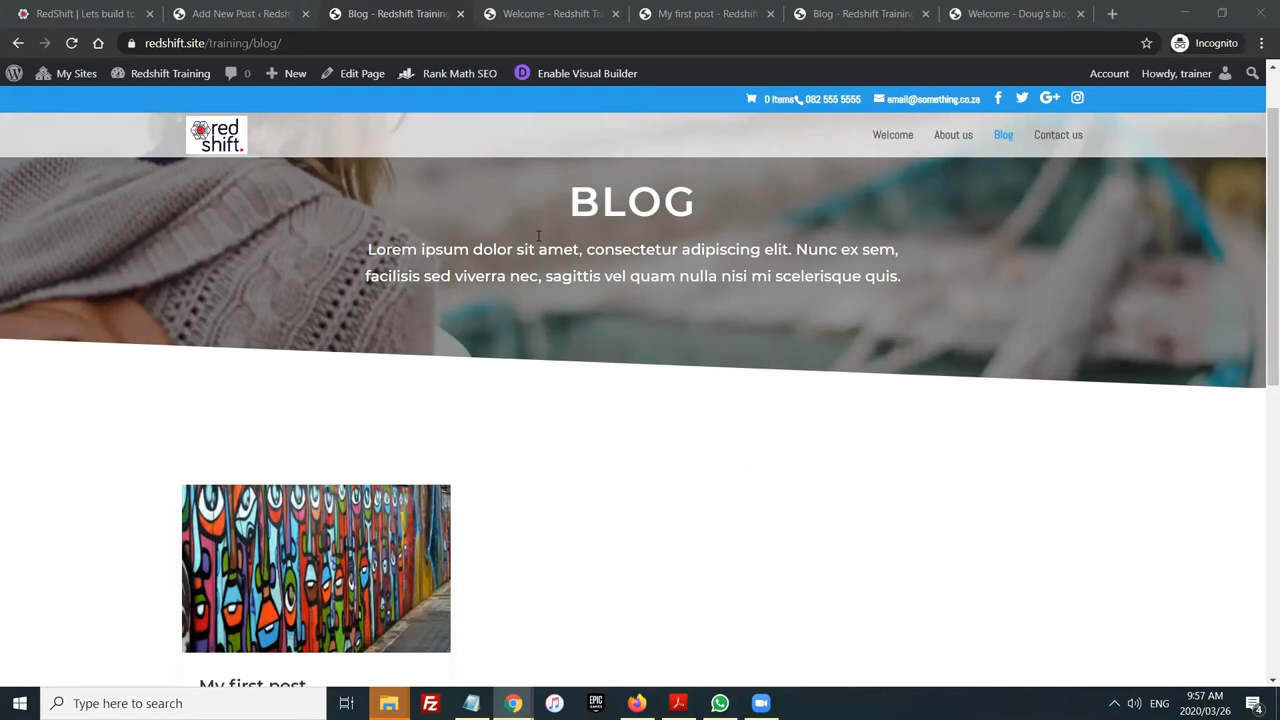 RedShift | Lets build to
Add New Post ‹ Redsh
Blog - Redshift Training
Welcome - Redshift Tra
My first post - Redshift
Blog - Redshift Training
Welcome - Doug's blo
redshift.site/training/blog/
Incognito
My Sites
Redshift Training
0
New
Edit Page
Rank Math SEO
D
Enable Visual Builder
Account
Howdy, trainer
0 Items
082 555 5555
email@something.co.za
red
shift.
Welcome
About us
Blog
Contact us
BLOG
Lorem ipsum dolor sit amet, consectetur adipiscing elit. Nunc ex sem,
facilisis sed viverra nec, sagittis vel quam nulla nisi mi scelerisque quis.
My first post
Type here to search
EPIC
GAMES
ENG
9:57 AM
2020/03/26
4